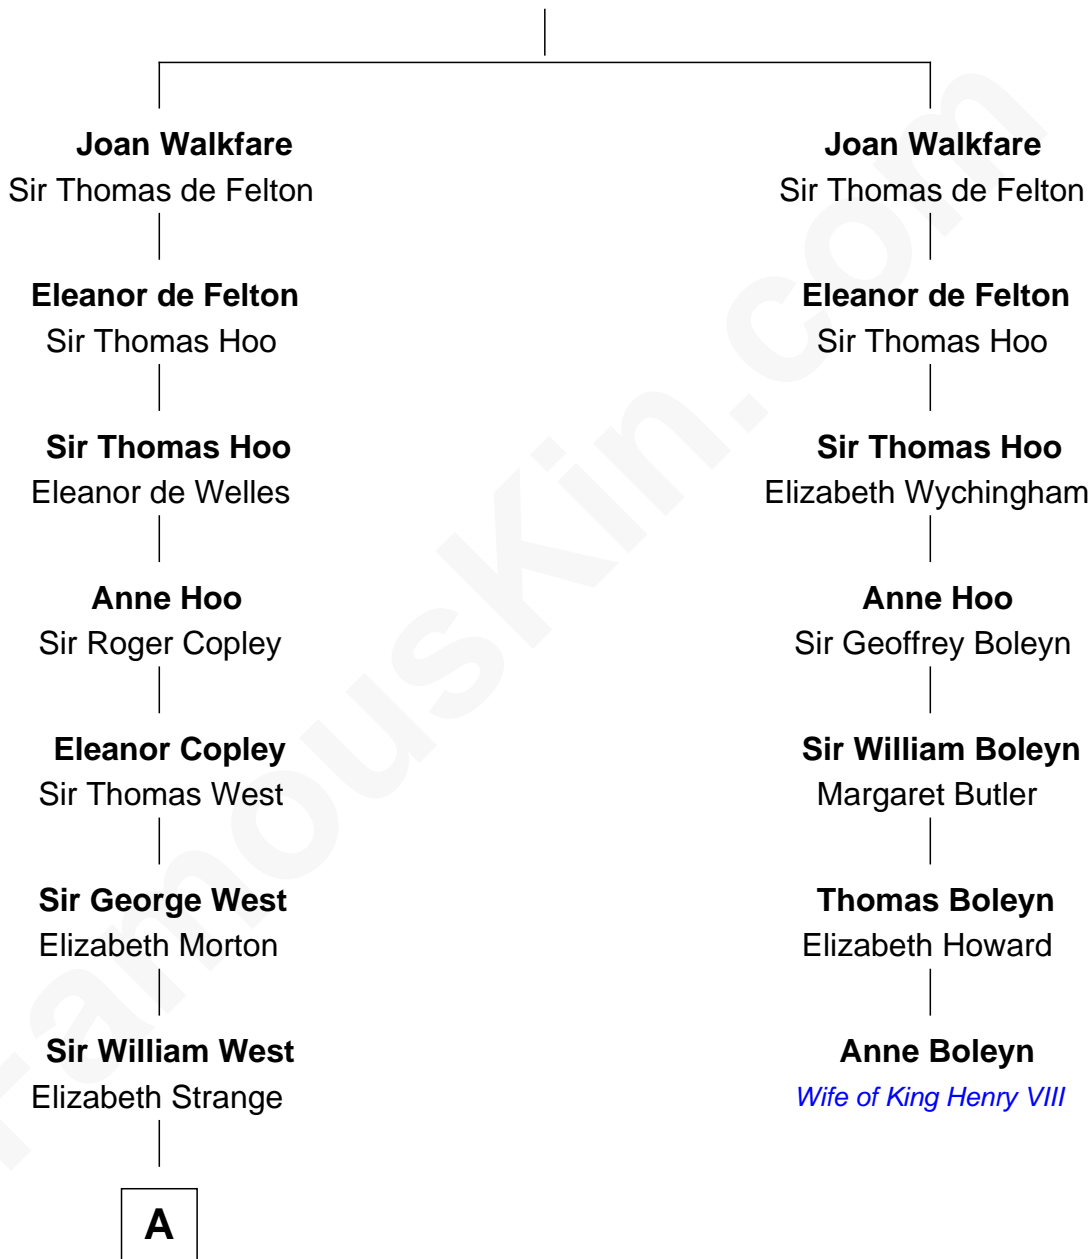 Joan Walkfare
Sir Thomas de Felton
Eleanor de Felton
Sir Thomas Hoo
Sir Thomas Hoo
Eleanor de Welles
Anne Hoo
Sir Roger Copley
Eleanor Copley
Sir Thomas West
Sir George West
Elizabeth Morton
Sir William West
Elizabeth Strange
A
Joan Walkfare
Sir Thomas de Felton
Eleanor de Felton
Sir Thomas Hoo
Sir Thomas Hoo
Elizabeth Wychingham
Anne Hoo
Sir Geoffrey Boleyn
Sir William Boleyn
Margaret Butler
Thomas Boleyn
Elizabeth Howard
Anne Boleyn
Wife of King Henry VIII
FamousKin.com